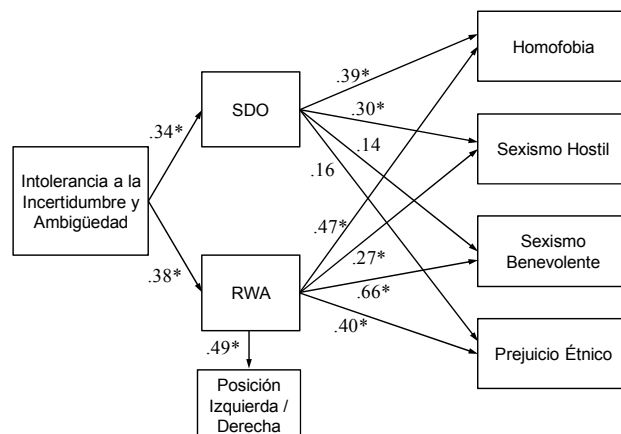 Homofobia
SDO
.39*
.30*
.34*
.14
Sexismo Hostil
.16
Intolerancia a la
Incertidumbre y
Ambigüedad
.47*
Sexismo
Benevolente
.27*
.38*
RWA
.66*
.40*
Prejuicio Étnico
.49*
Posición
Izquierda /
Derecha